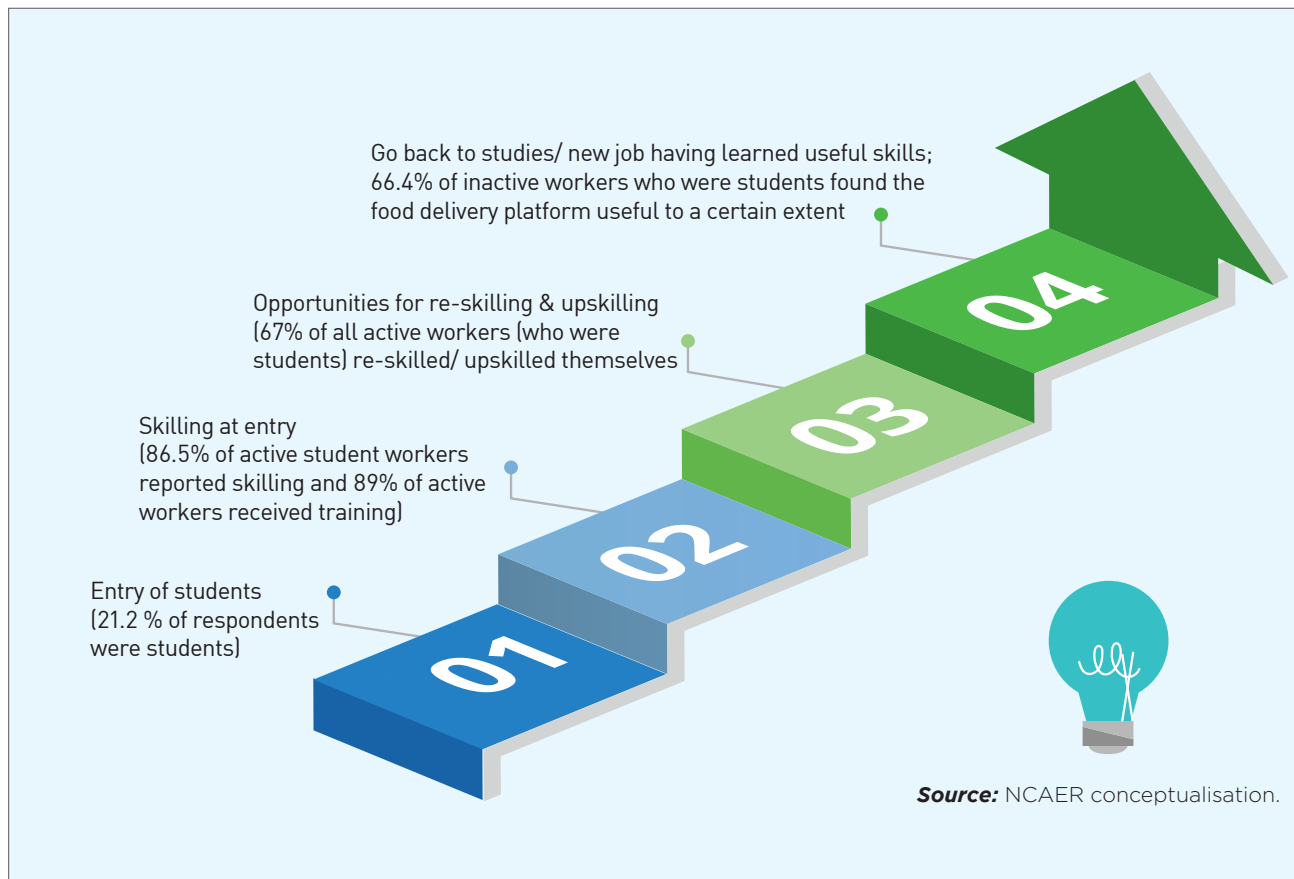 Go back to studies/ new job having learned useful skills;
66.4% of inactive workers who were students found the
food delivery platform useful to a certain extent
04
Opportunities for re-skilling & upskilling
(67% of all active workers (who were
students) re-skilled/ upskilled themselves
03
Skilling at entry
(86.5% of active student workers
reported skilling and 89% of active
workers received training)
02
Entry of students
(21.2 % of respondents
were students)
01
Source: NCAER conceptualisation.